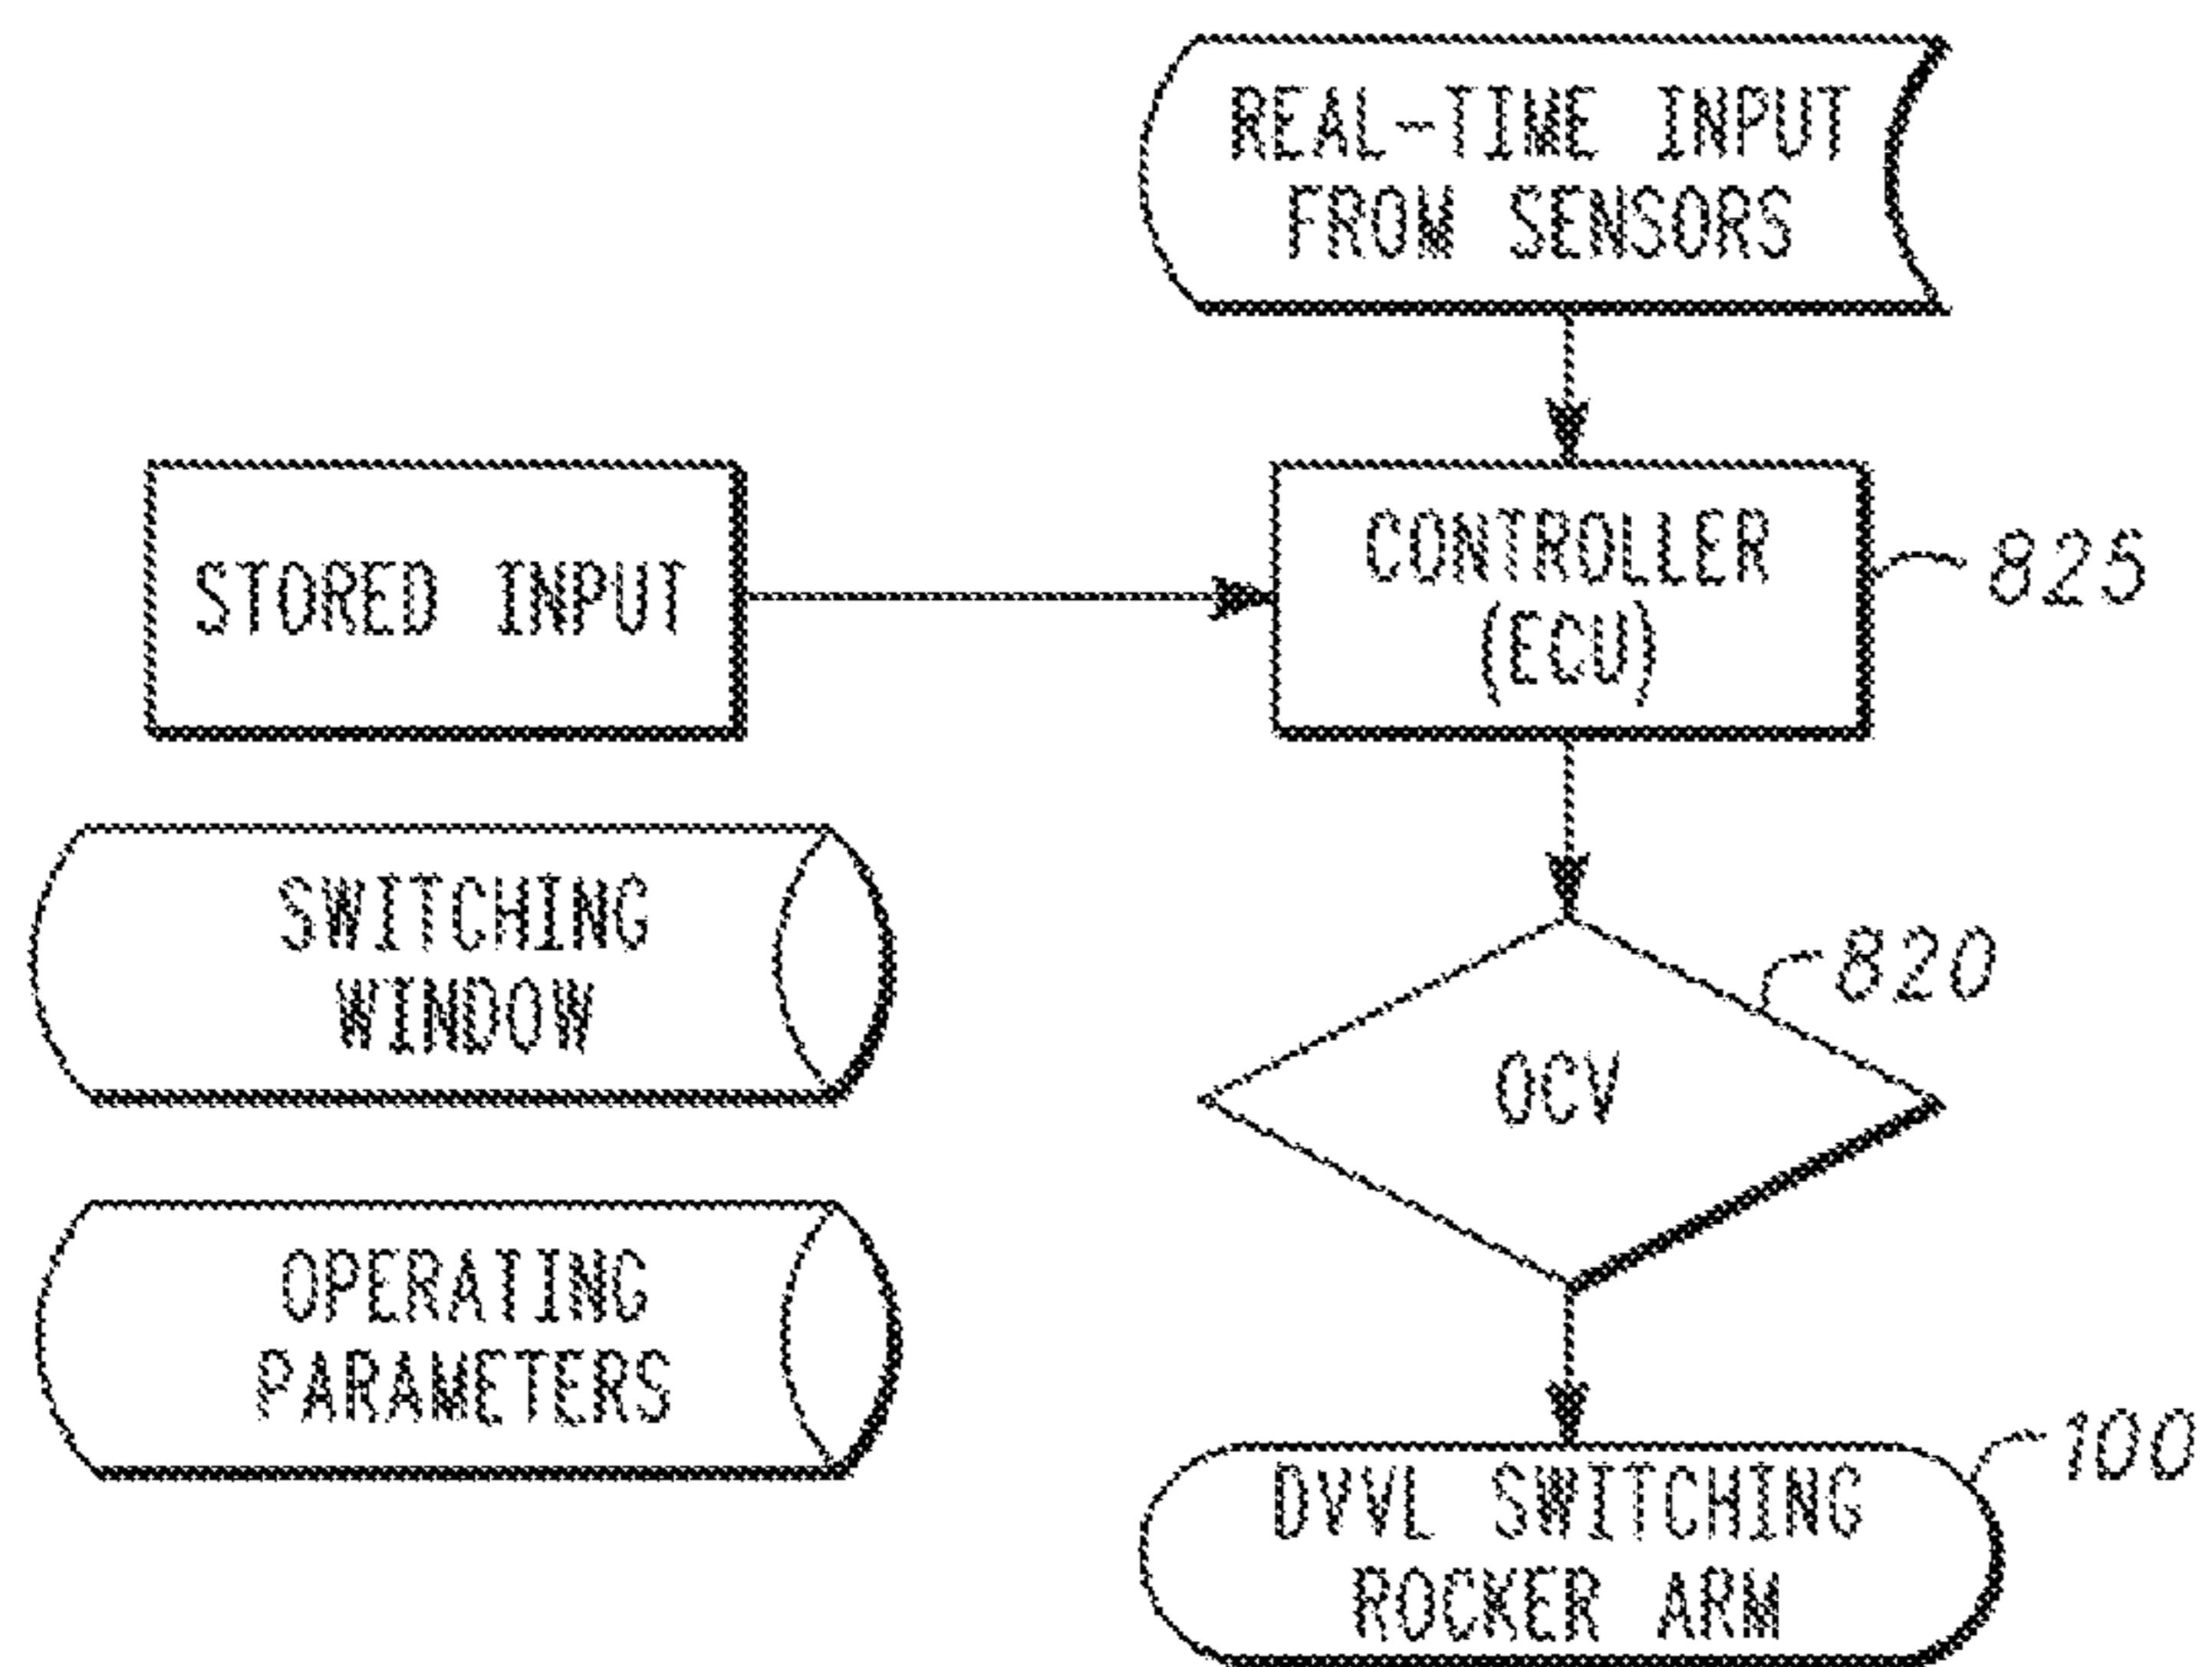 REAL-TIME INPUT
FROM SENSORS
STORED INPUT
CONTROLLER
(ECU)
825
SWITCHING
WINDOW
820
OCV
OPERATING
PARAMETERS
100
DVVL SWITCHING
ROCKER ARM